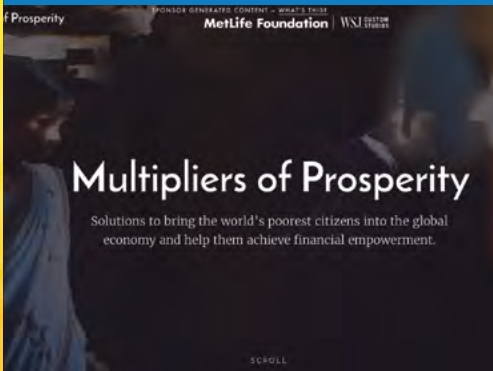 SPONSOR GENERATED CONTENT – WHAT'S THIS?
of Prosperity
MetLife Foundation | WSJ CUSTOM STUDIOS
Multipliers of Prosperity
Solutions to bring the world's poorest citizens into the global
economy and help them achieve financial empowerment.
SCROLL